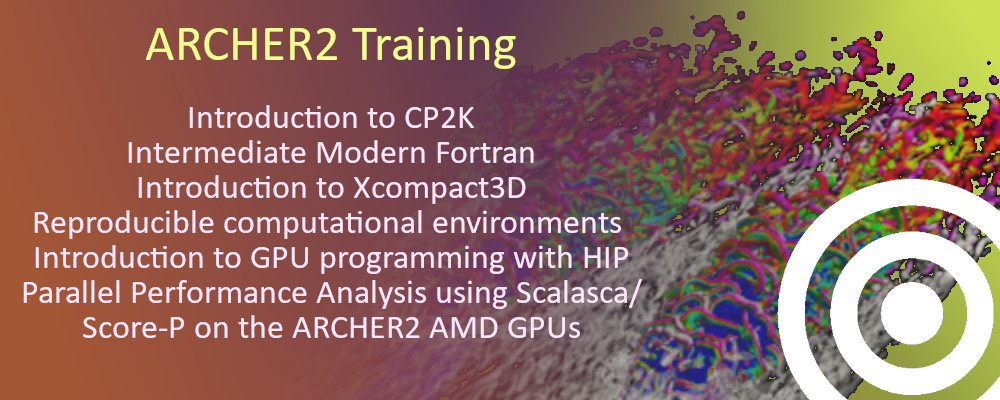 ARCHER2 Training
Introduction to CP2K
Intermediate Modern Fortran
Introduction to Xcompact3D
Reproducible computational environments
Introduction to GPU programming with HIP
Parallel Performance Analysis using Scalasca/
Score-P on the ARCHER2 AMD GPUs